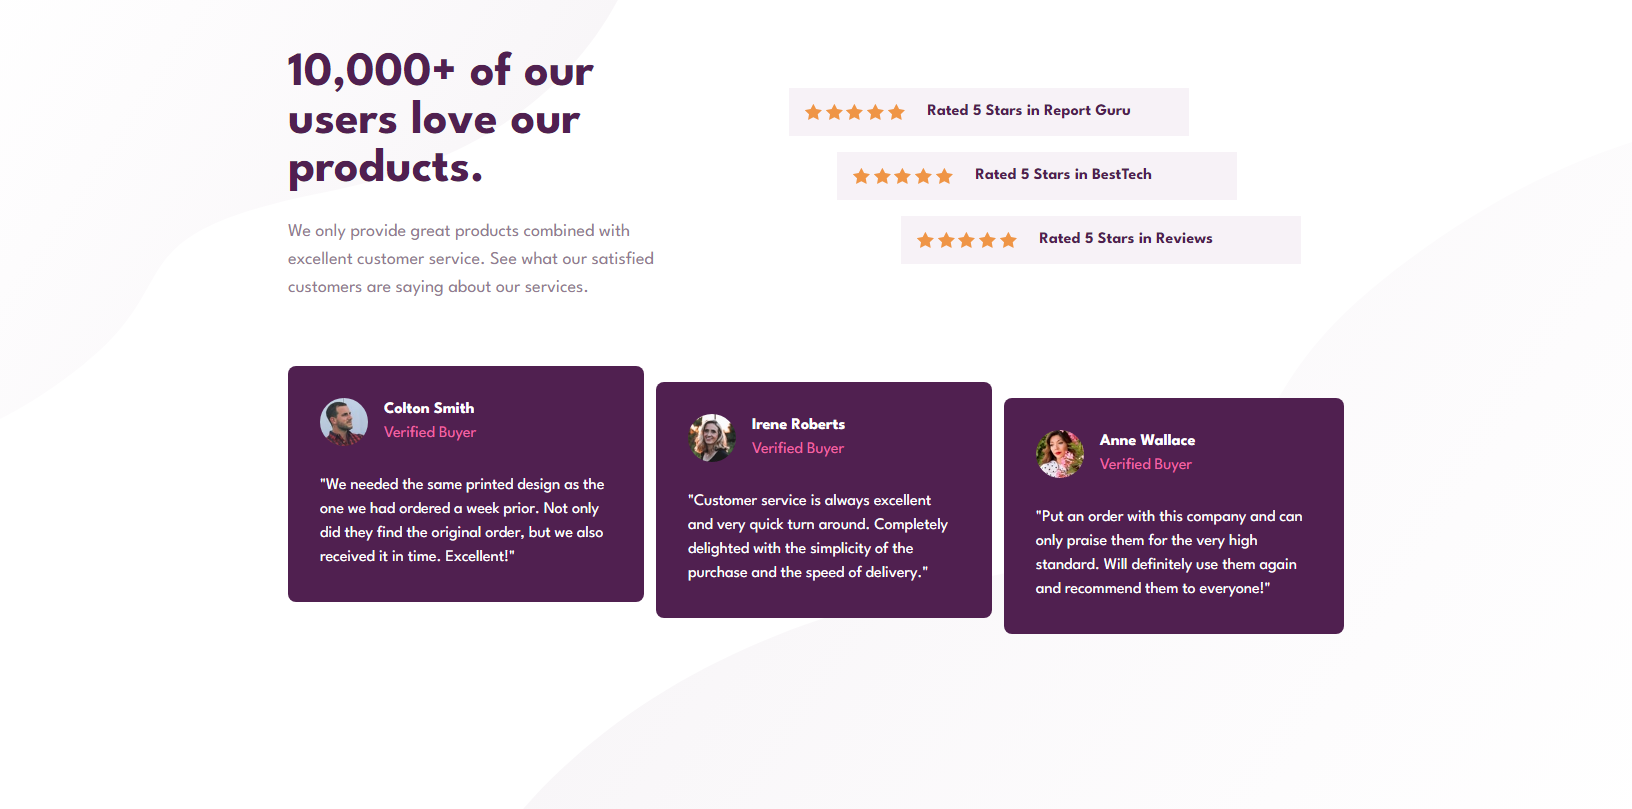 10,000+ of our
users love our
products.
We only provide great products combined with
excellent customer service. See what our satisfied
customers are saying about our services.
Rated 5 Stars in Report Guru
Rated 5 Stars in BestTech
Rated 5 Stars in Reviews
Colton Smith
Verified Buyer
"We needed the same printed design as the
one we had ordered a week prior. Not only
did they find the original order, but we also
received it in time. Excellent!"
Irene Roberts
Verified Buyer
"Customer service is always excellent
and very quick turn around. Completely
delighted with the simplicity of the
purchase and the speed of delivery."
Anne Wallace
Verified Buyer
"Put an order with this company and can
only praise them for the very high
standard. Will definitely use them again
and recommend them to everyone!"